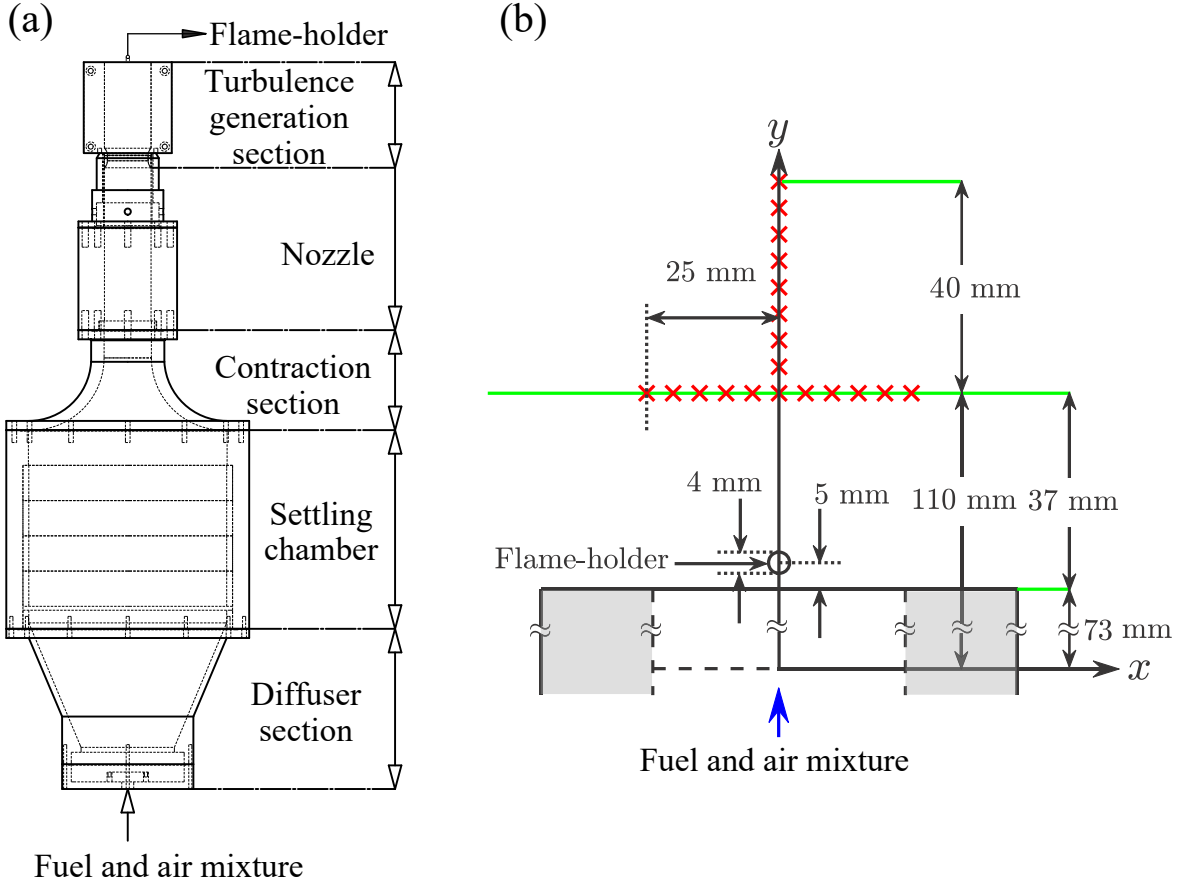 (a)
Flame-holder
Turbulence
generation
section
Nozzle
Contraction
section
Settling
chamber
Diffuser
section
Fuel and air mixture
(b)
y
25 mm
40 mm
4 mm
5 mm
110 mm
37 mm
Flame-holder
73 mm
x
Fuel and air mixture